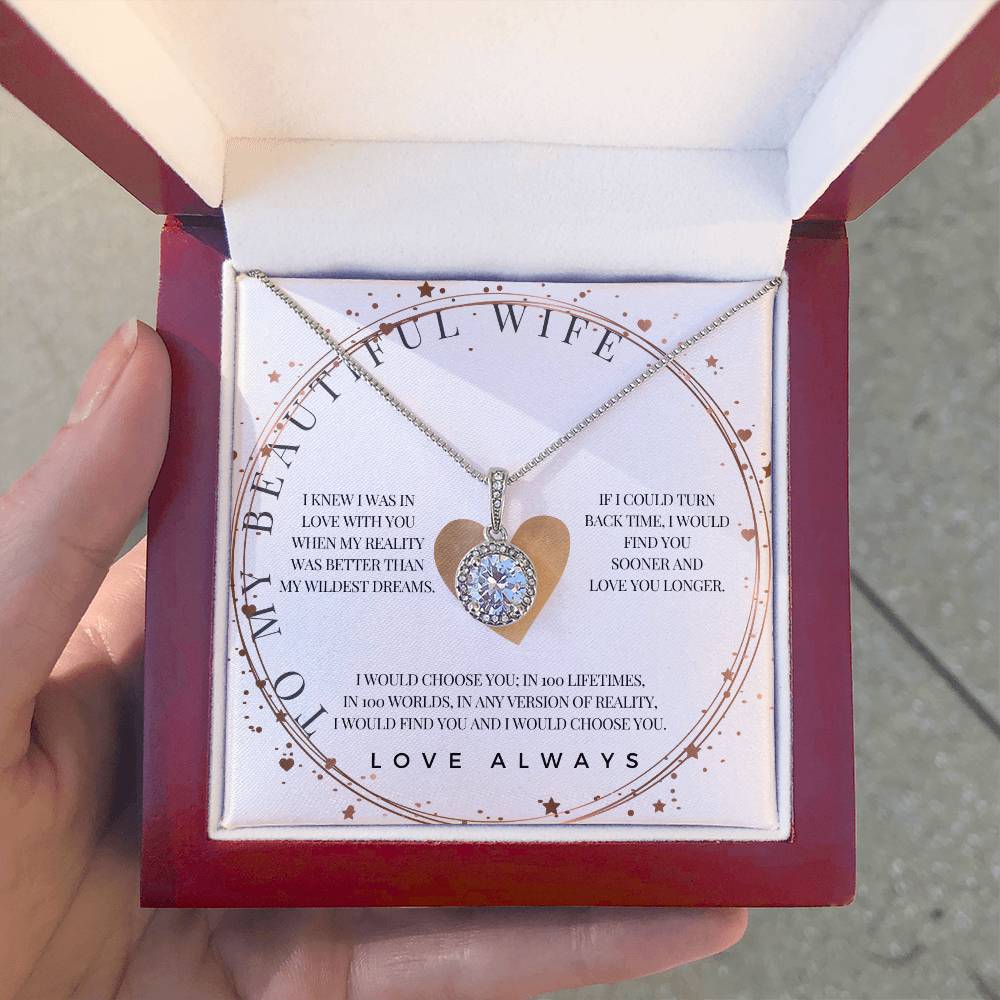 TO MY BEAUTIFUL WIFE
I KNEW I WAS IN
LOVE WITH YOU
WHEN MY REALITY
WAS BETTER THAN
MY WILDEST DREAMS.
IF I COULD TURN
BACK TIME, I WOULD
FIND YOU
SOONER AND
LOVE YOU LONGER.
I WOULD CHOOSE YOU; IN 100 LIFETIMES,
IN 100 WORLDS, IN ANY VERSION OF REALITY,
I WOULD FIND YOU AND I WOULD CHOOSE YOU.
LOVE ALWAYS